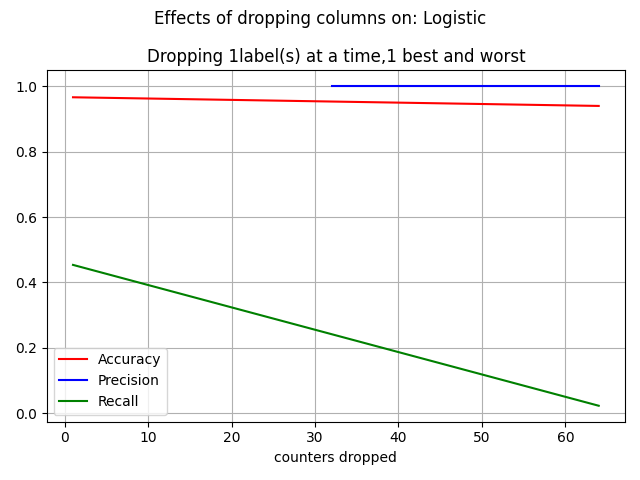 Effects of dropping columns on: Logistic
Dropping 1label(s) at a time,1 best and worst
1.0
0.8
0.6
0.4
0.2
0.0
Accuracy
Precision
Recall
0 10 20 30 40 50 60
counters dropped